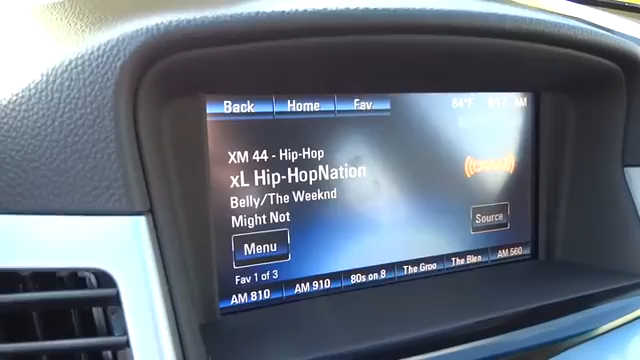 Back Home Fav 64°F AM
XM 44 - Hip-Hop
xL Hip-HopNation
Belly/The Weeknd
Might Not
Menu
Source
Fav 1 of 3
AM 810 AM 910 80s on 8 The Groo The Blen AM 560